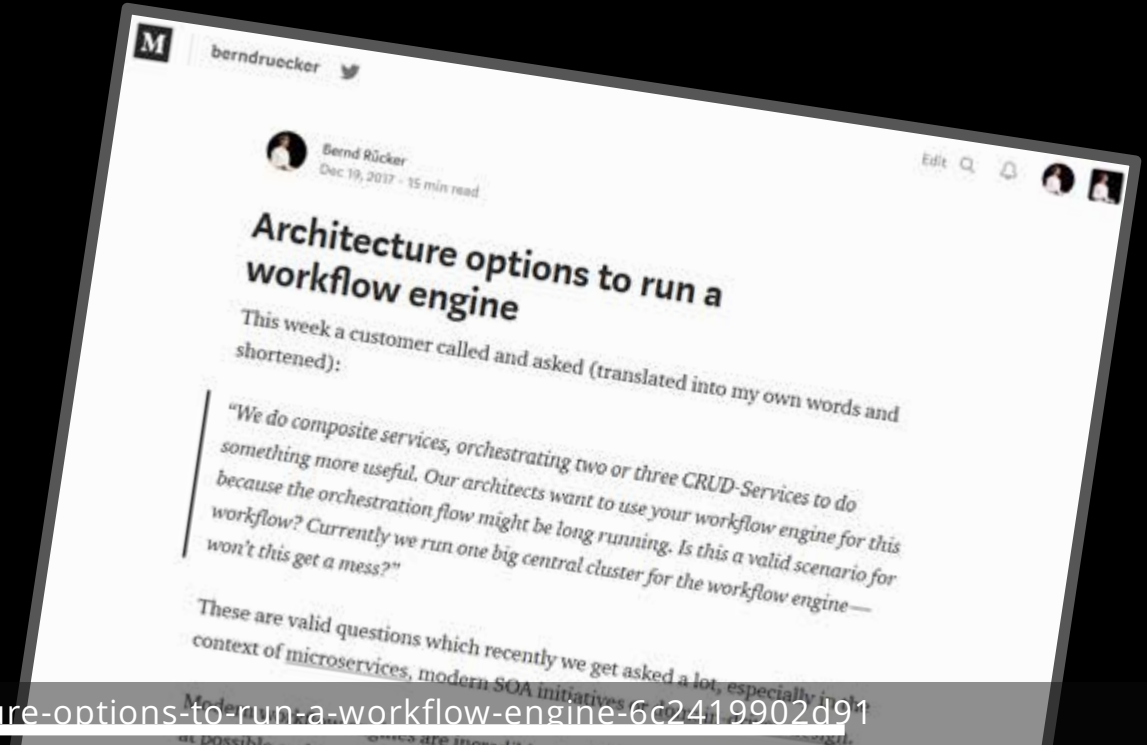 M berndruecker
Bernd Rücker
Dec 19, 2017 · 15 min read
Edit
Architecture options to run a
workflow engine
This week a customer called and asked (translated into my own words and
shortened):
“We do composite services, orchestrating two or three CRUD-Services to do
something more useful. Our architects want to use your workflow engine for this
because the orchestration flow might be long running. Is this a valid scenario for
workflow? Currently we run one big central cluster for the workflow engine—
won’t this get a mess?”
These are valid questions which recently we get asked a lot, especially in the
context of microservices, modern SOA initiatives or
Modern
ure-options-to-run-a-workflow-engine-6c2419902d91